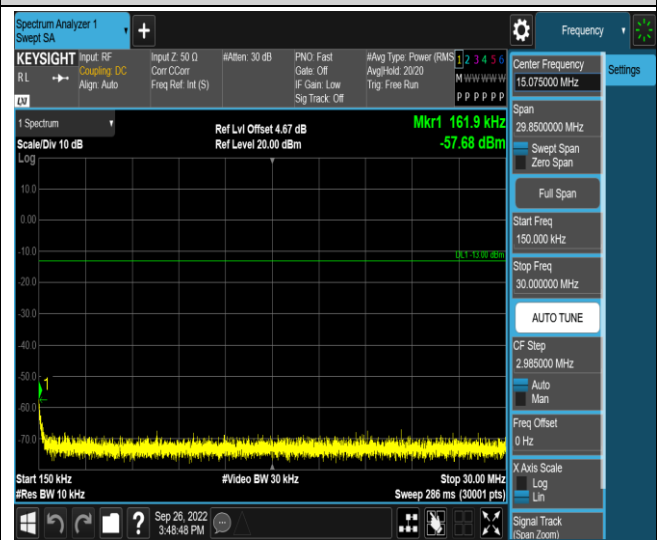 Spectrum Analyzer 1
Swept SA
Frequency
KEYSIGHT
RL
LXI
Input: RF
Coupling: DC
Align: Auto
Input Z: 50 Ω
Corr CCorr
Freq Ref: Int (S)
#Atten: 30 dB
PNO: Fast
Gate: Off
IF Gain: Low
Sig Track: Off
#Avg Type: Power (RMS
Avg|Hold: 20/20
Trig: Free Run
1 2 3 4 5 6
M W W W W W
P P P P P P
1 Spectrum
Scale/Div 10 dB
Log
Ref Lvl Offset 4.67 dB
Ref Level 20.00 dBm
Mkr1 161.9 kHz
-57.68 dBm
10.0
0.00
-10.0
DL1 -13.00 dBm
-20.0
-30.0
-40.0
-50.0
1
-60.0
-70.0
Start 150 kHz
#Video BW 30 kHz
Stop 30.00 MHz
#Res BW 10 kHz
Sweep 286 ms (30001 pts)
Sep 26, 2022
3:48:48 PM
Center Frequency
15.075000 MHz
Settings
Span
29.8500000 MHz
Swept Span
Zero Span
Full Span
Start Freq
150.000 kHz
Stop Freq
30.000000 MHz
AUTO TUNE
CF Step
2.985000 MHz
Auto
Man
Freq Offset
0 Hz
X Axis Scale
Log
Lin
Signal Track
(Span Zoom)